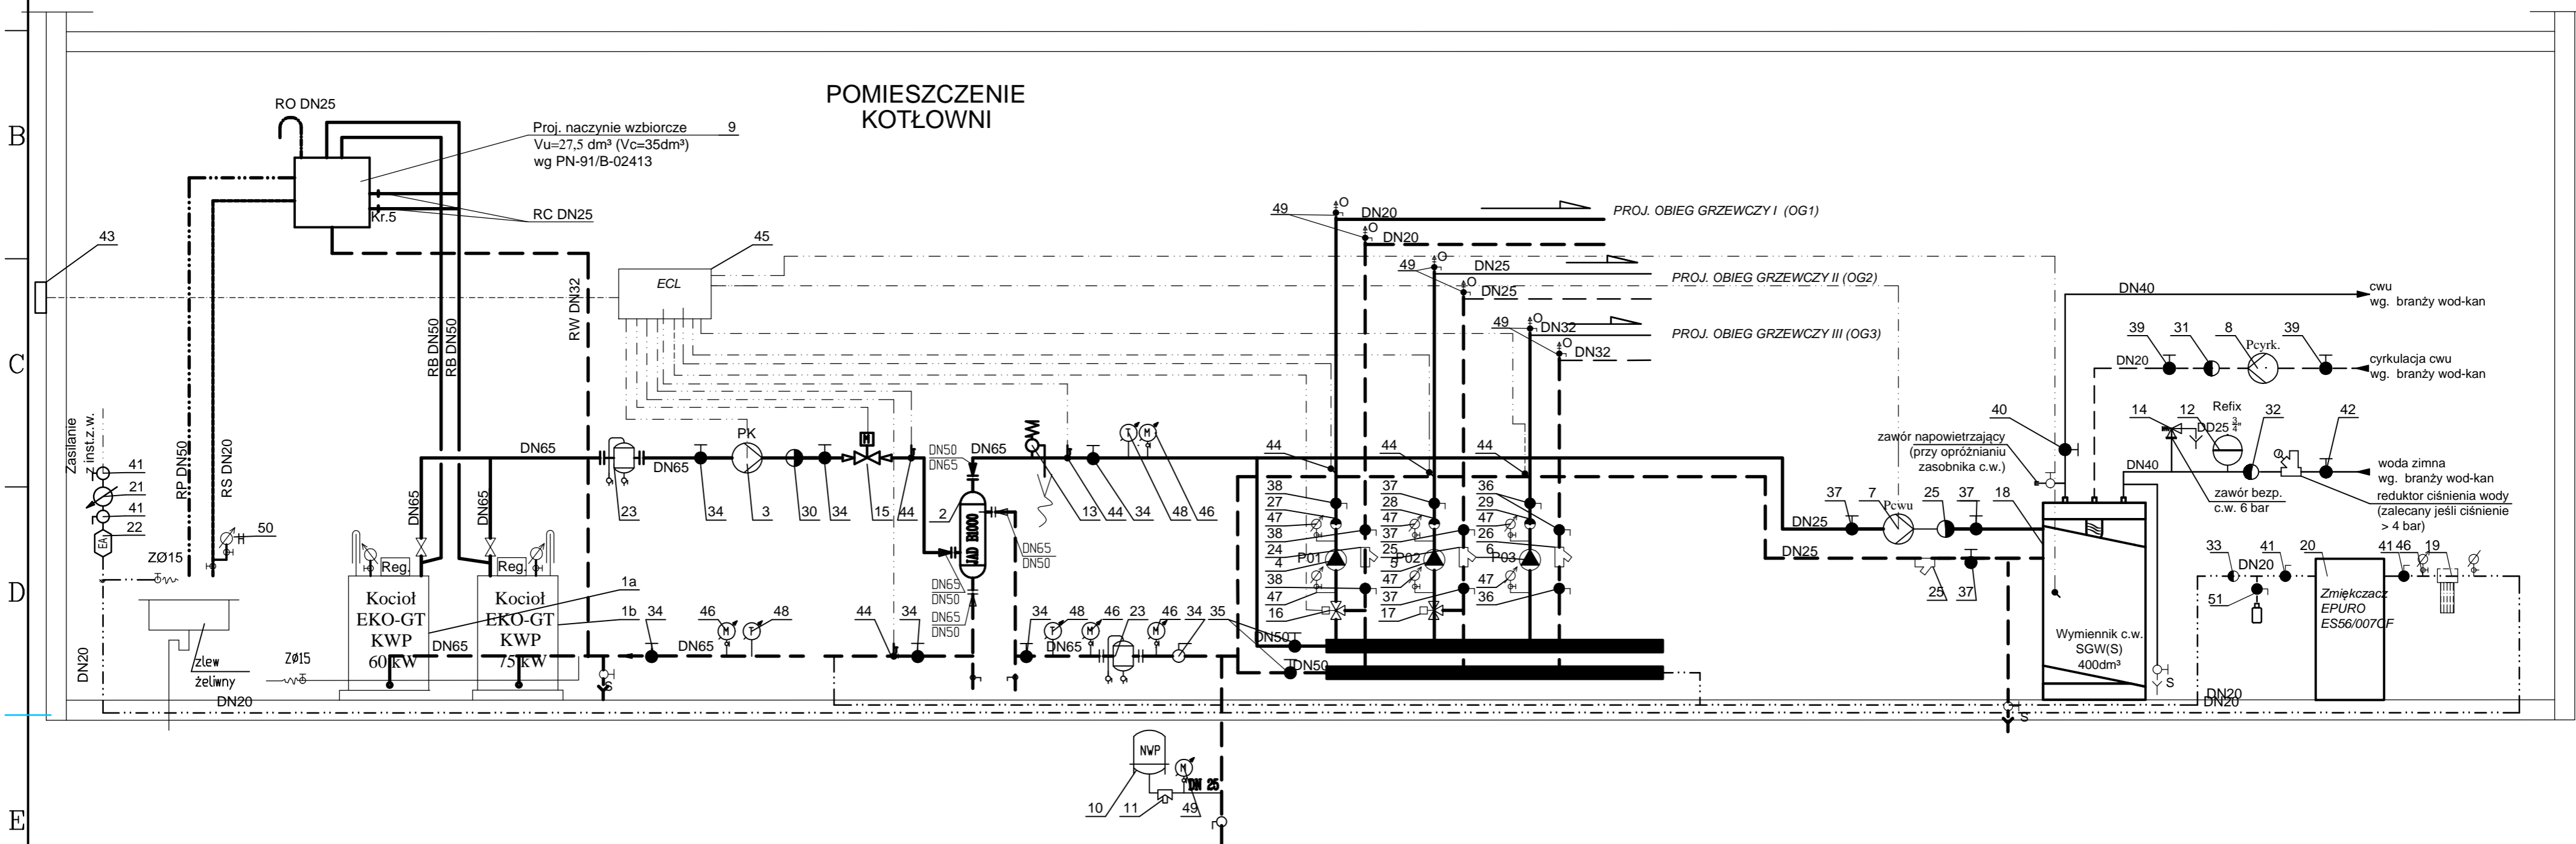 POMIESZCZENIE
KOTŁOWNI
B
C
D
E
RO DN25
Proj. naczynie wzbiorcze 9
Vu=27,5 dm³ (Vc=35dm³)
wg PN-91/B-02413
Kr.5
RC DN25
43
45
ECL
RP DN50
RS DN20
RB DN50
RB DN50
RW DN32
49
DN20
O
PROJ. OBIEG GRZEWCZY I (OG1)
O
DN20
49
O
DN25
PROJ. OBIEG GRZEWCZY II (OG2)
O
DN25
49
O
DN32
PROJ. OBIEG GRZEWCZY III (OG3)
O
DN32
DN40
cwu
wg. branży wod-kan
39
31
8
39
Pcyrk.
DN20
cyrkulacja cwu
wg. branży wod-kan
40
14
12
Refix
DD25 3/4"
32
42
zawór napowietrzający
(przy opróżnianiu
zasobnika c.w.)
DN40
woda zimna
wg. branży wod-kan
zawór bezp.
c.w. 6 bar
reduktor ciśnienia wody
(zalecany jeśli ciśnienie
> 4 bar)
Zasilanie
z inst.z.w.
41
21
41
22
EA
ZØ15
50
DN20
zlew
żeliwny
ZØ15
DN20
DN65
DN65
DN65
Reg.
Reg.
Kocioł
EKO-GT
KWP
60 kW
Kocioł
EKO-GT
KWP
75 kW
1a
1b
DN65
23
DN65
34
PK
3
30
34
M
15
44
DN50
DN65
DN65
2
JAD B1000
DN65
DN50
DN65
DN50
DN65
DN50
13
44
34
T
M
48
46
34
46
48
M
T
DN65
44
34
S
34
48
46
23
46
34
35
T
M
M
DN65
DN50
DN50
44
44
44
38
27
47
38
24
4
38
47
16
P01
37
28
47
37
25
5
37
47
17
P02
36
29
47
26
6
47
36
P03
37
7
25
37
18
Pcwu
DN25
DN25
25
37
S
Wymiennik c.w.
SGW(S)
400dm³
S
33
41
20
41
46
19
DN20
51
Zmiękczacz
EPURO
ES56/007CF
DN20
DN20
NWP
M
DN 25
10
11
49